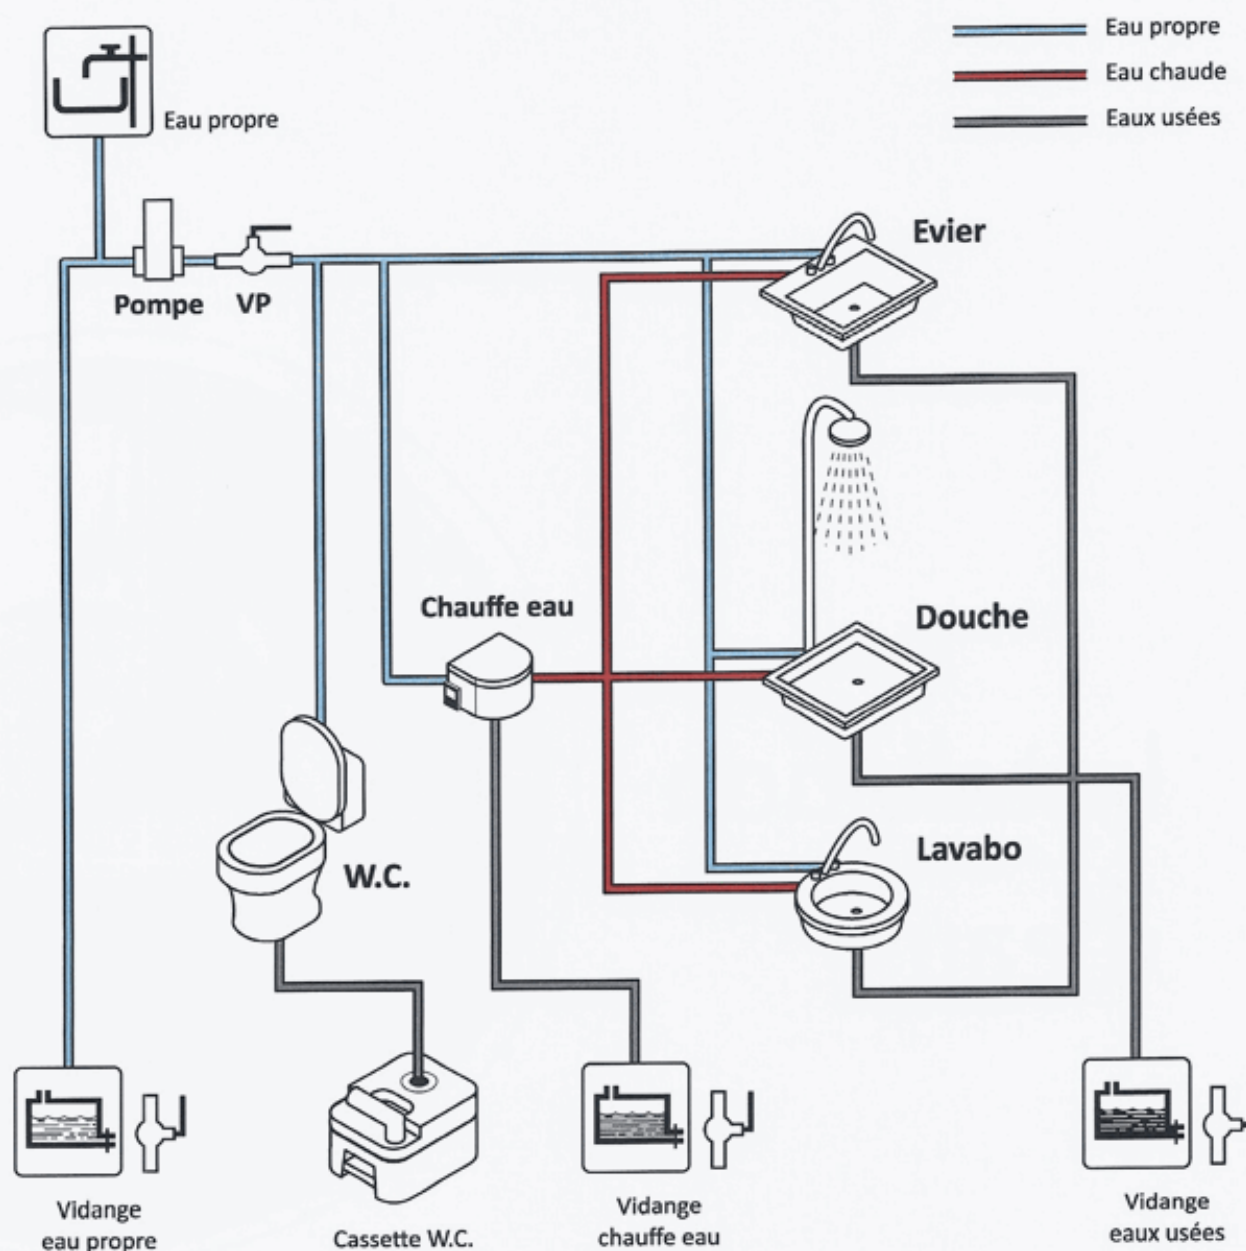 Eau propre
Eau chaude
Eaux usées
Eau propre
Evier
Pompe
VP
Chauffe eau
Douche
W.C.
Lavabo
Vidange
eau propre
Cassette W.C.
Vidange
chauffe eau
Vidange
eaux usées